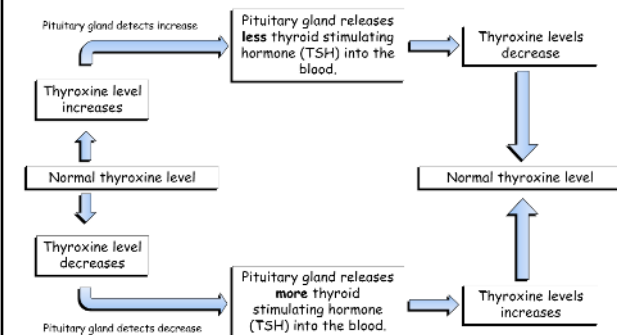 Pituitary gland detects increase
Pituitary gland releases
less thyroid stimulating
hormone (TSH) into the
blood.
Thyroxine levels
decrease
Thyroxine level
increases
Normal thyroxine level
Normal thyroxine level
Thyroxine level
decreases
Pituitary gland releases
more thyroid
stimulating hormone
(TSH) into the blood.
Thyroxine levels
increases
Pituitary gland detects decrease